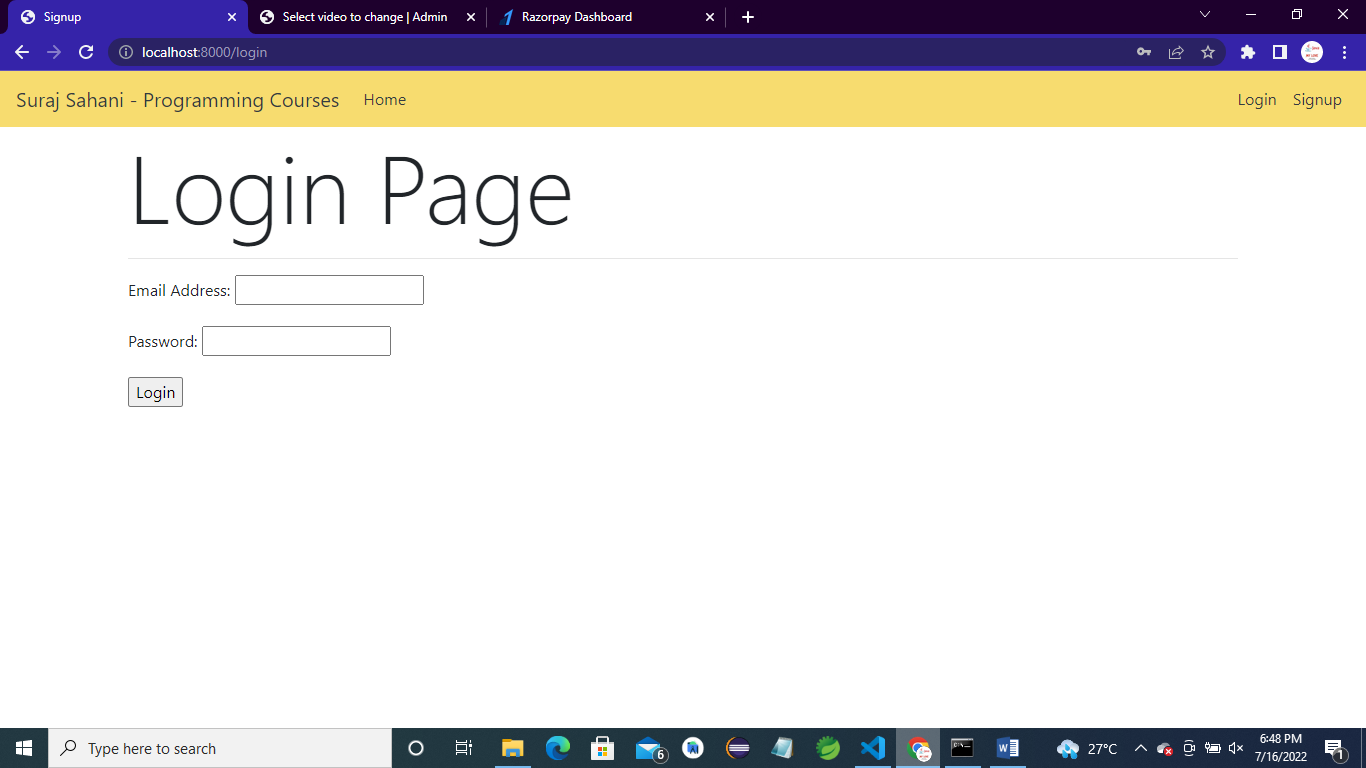 Signup
Select video to change | Admin
Razorpay Dashboard
localhost:8000/login
Suraj Sahani - Programming Courses Home Login Signup
Login Page
Email Address:
Password:
Login
Type here to search
6
27°C
6:48 PM
7/16/2022
1